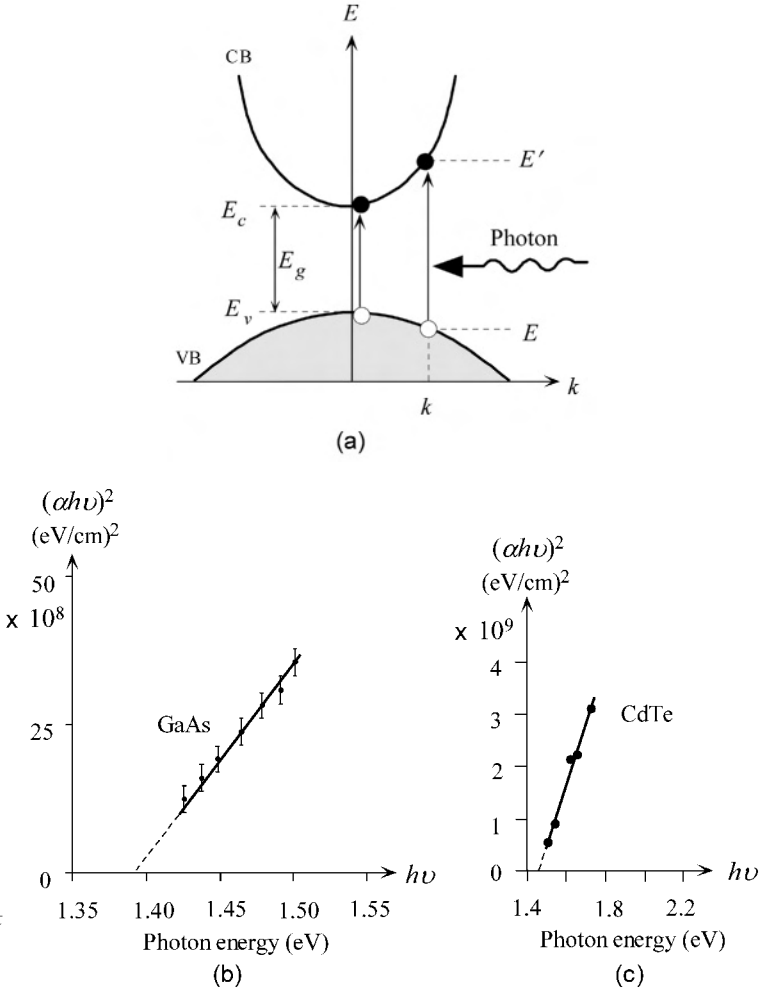 E
CB
E′
E_c
Photon
E_g
E_v
E
VB
k
k
(a)
(αhυ)²
(eV/cm)²
50
x 10⁸
GaAs
25
0
hυ
1.35 1.40 1.45 1.50 1.55
Photon energy (eV)
(b)
(αhυ)²
(eV/cm)²
x 10⁹
4
CdTe
3
2
1
0
hυ
1.4 1.8 2.2
Photon energy (eV)
(c)